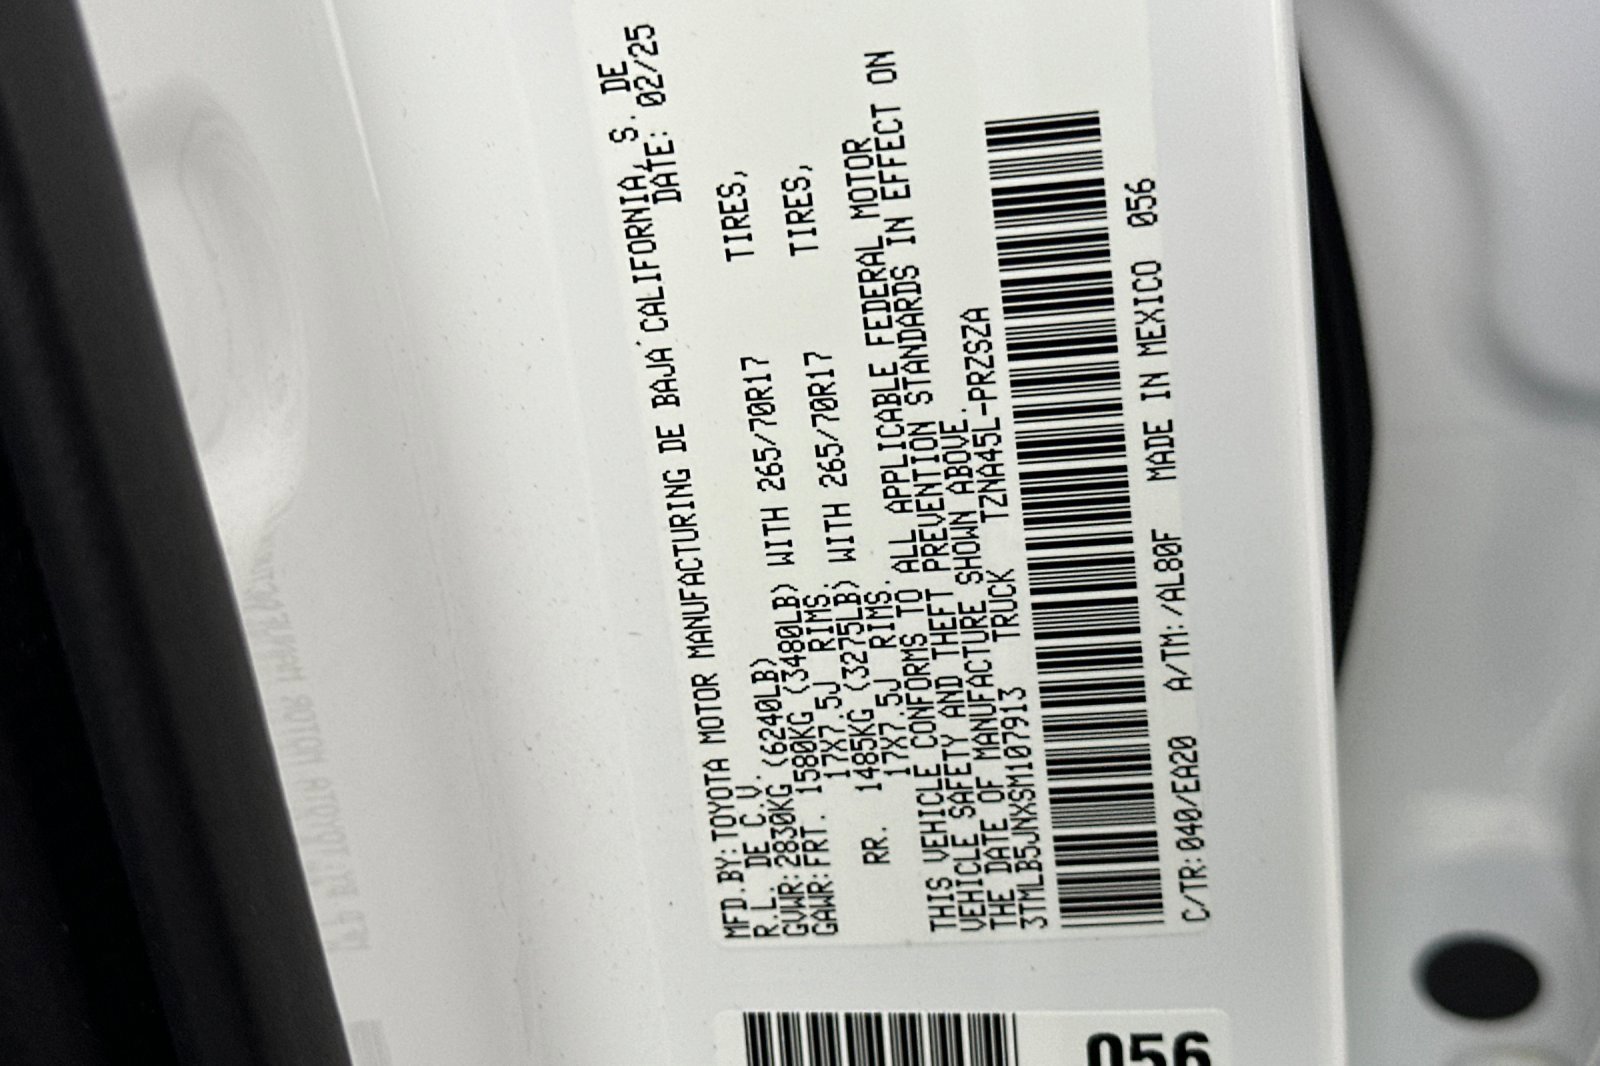 MFD.BY:TOYOTA MOTOR MANUFACTURING DE BAJA CALIFORNIA, S. DE
R.L. DE C.V. DATE: 02/25
GVWR:2830KG (6240LB)
GAWR:FRT. 1580KG (3480LB) WITH 265/70R17 TIRES,
17X7.5J RIMS,
RR. 1485KG (3275LB) WITH 265/70R17 TIRES,
17X7.5J RIMS.
THIS VEHICLE CONFORMS TO ALL APPLICABLE FEDERAL MOTOR
VEHICLE SAFETY AND THEFT PREVENTION STANDARDS IN EFFECT ON
THE DATE OF MANUFACTURE SHOWN ABOVE.
3TMLB5JNXSM107913 TRUCK TZNA45L-PRZSZA
C/TR:040/EA20 A/TM:/AL80F MADE IN MEXICO 056
056